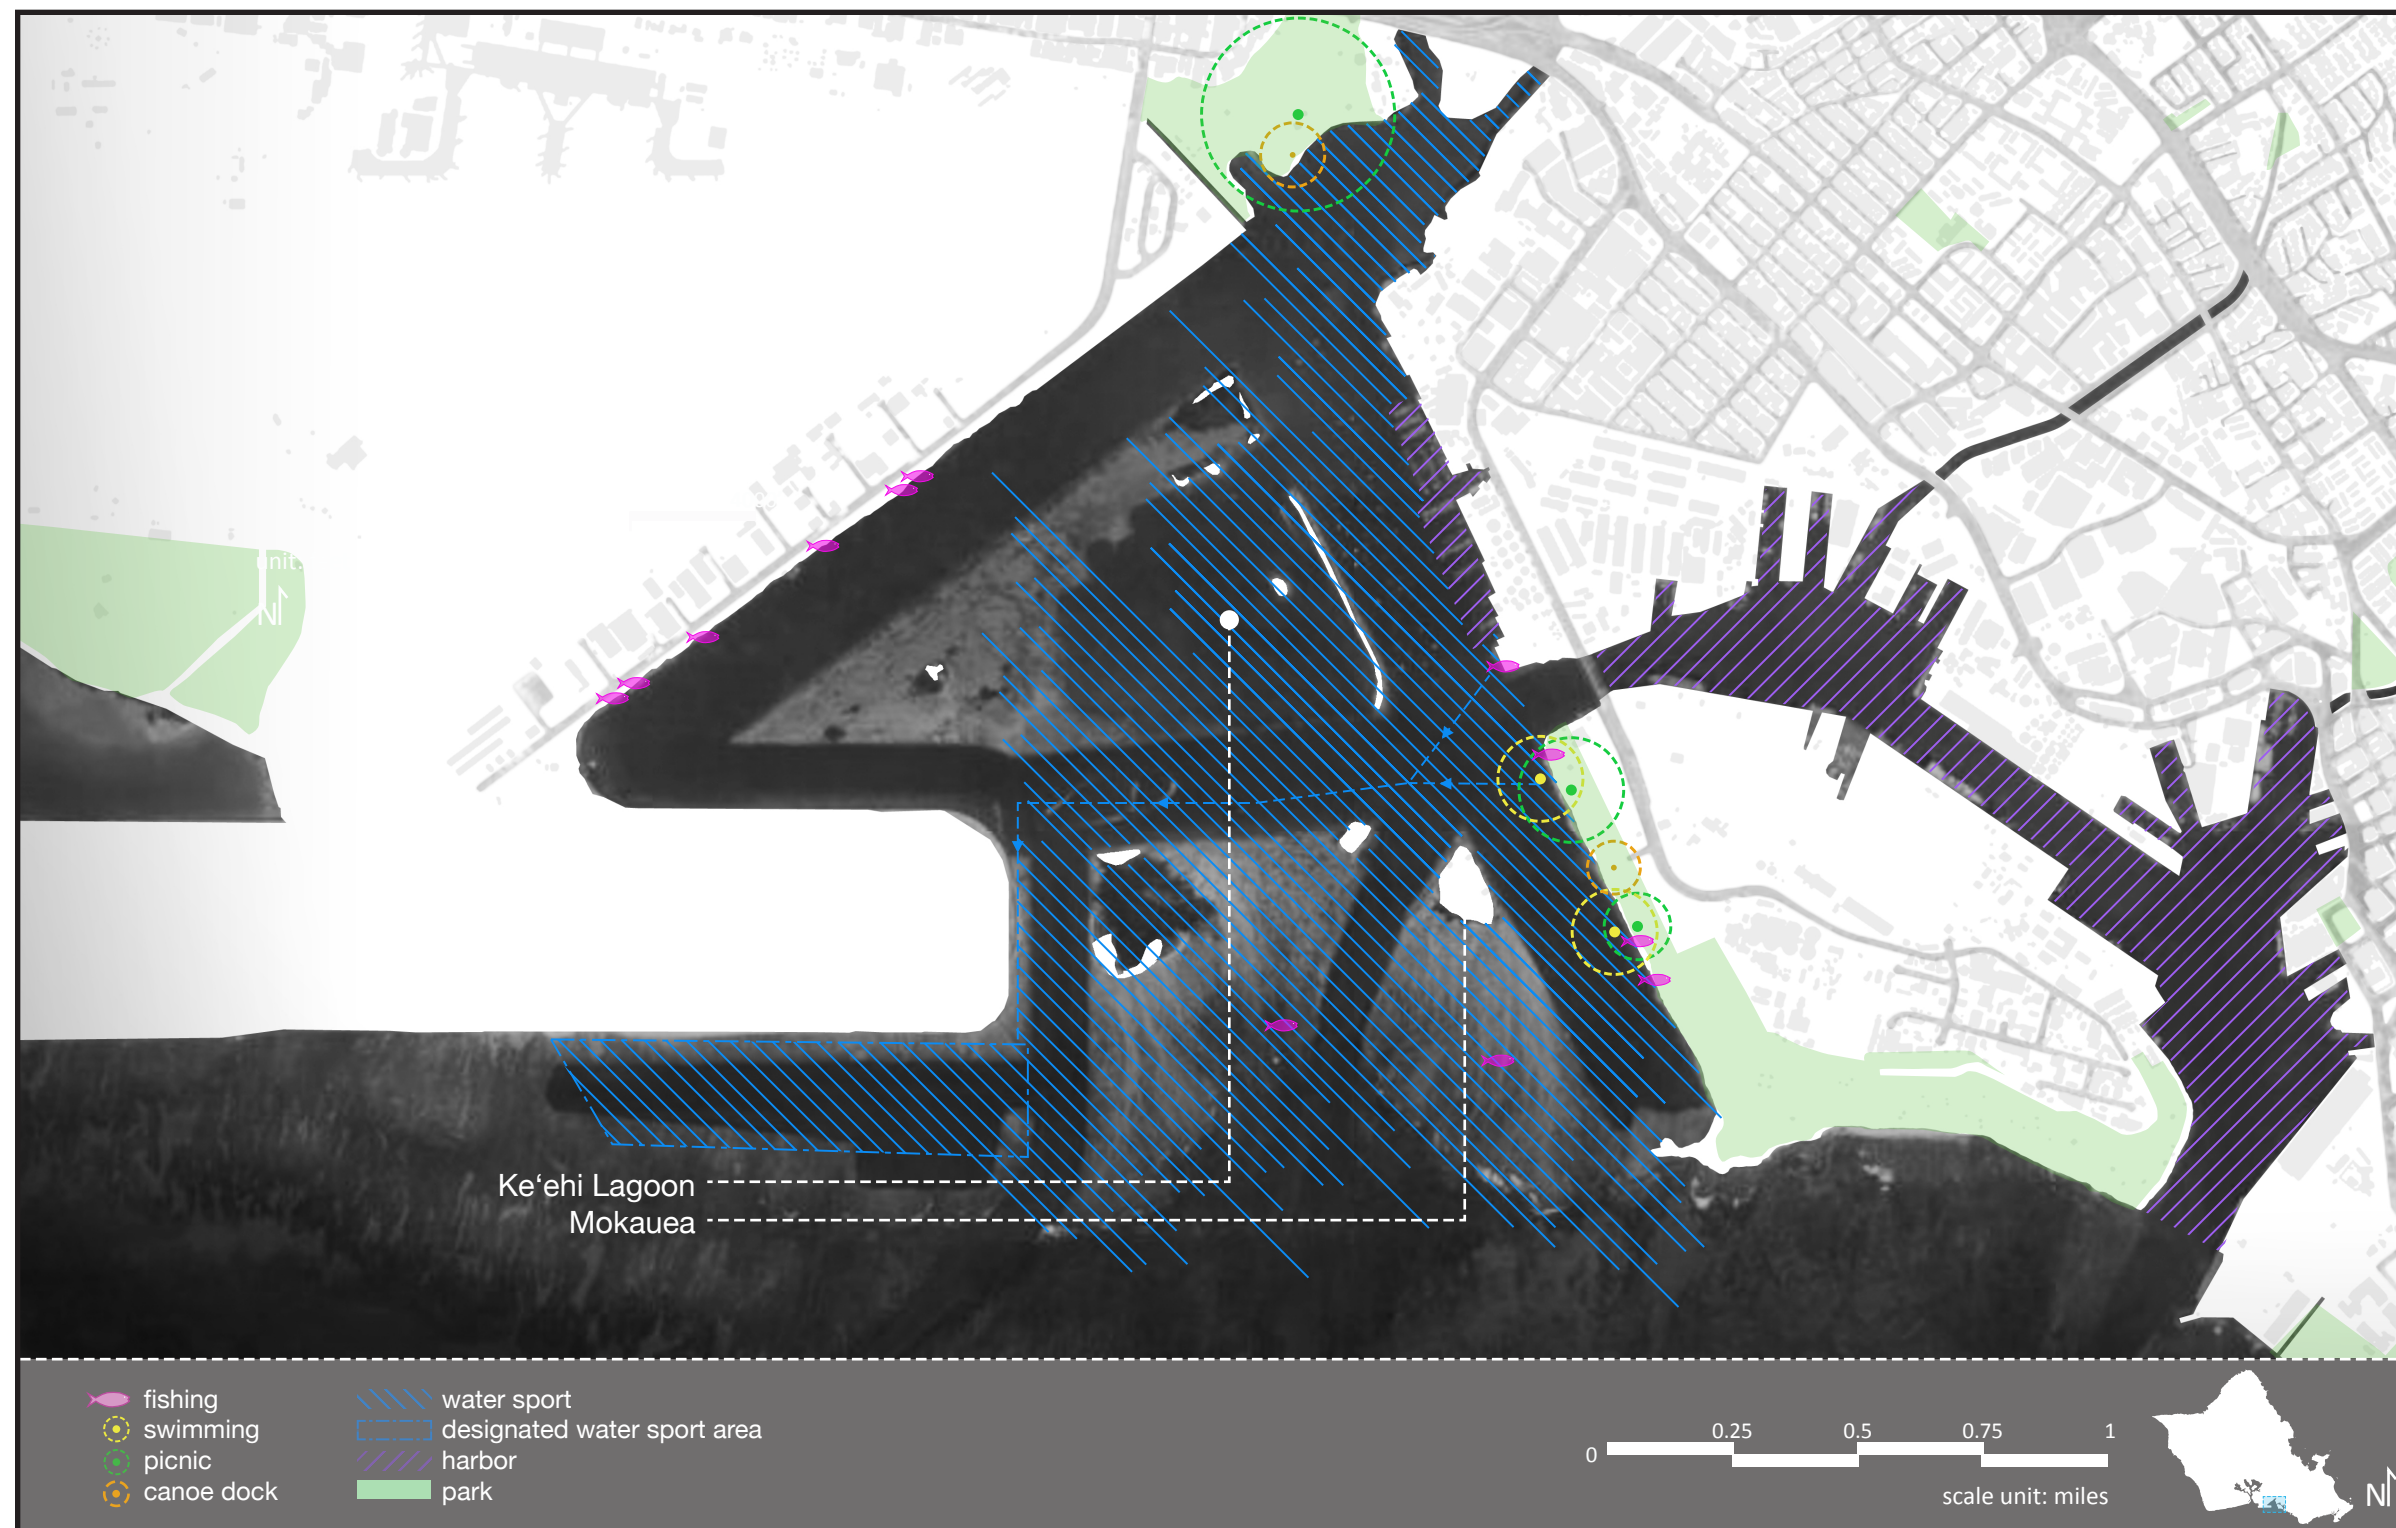 unit.
N
Ke‘ehi Lagoon
Mokauea
fishing
swimming
picnic
canoe dock
water sport
designated water sport area
harbor
park
0 0.25 0.5 0.75 1
scale unit: miles
N